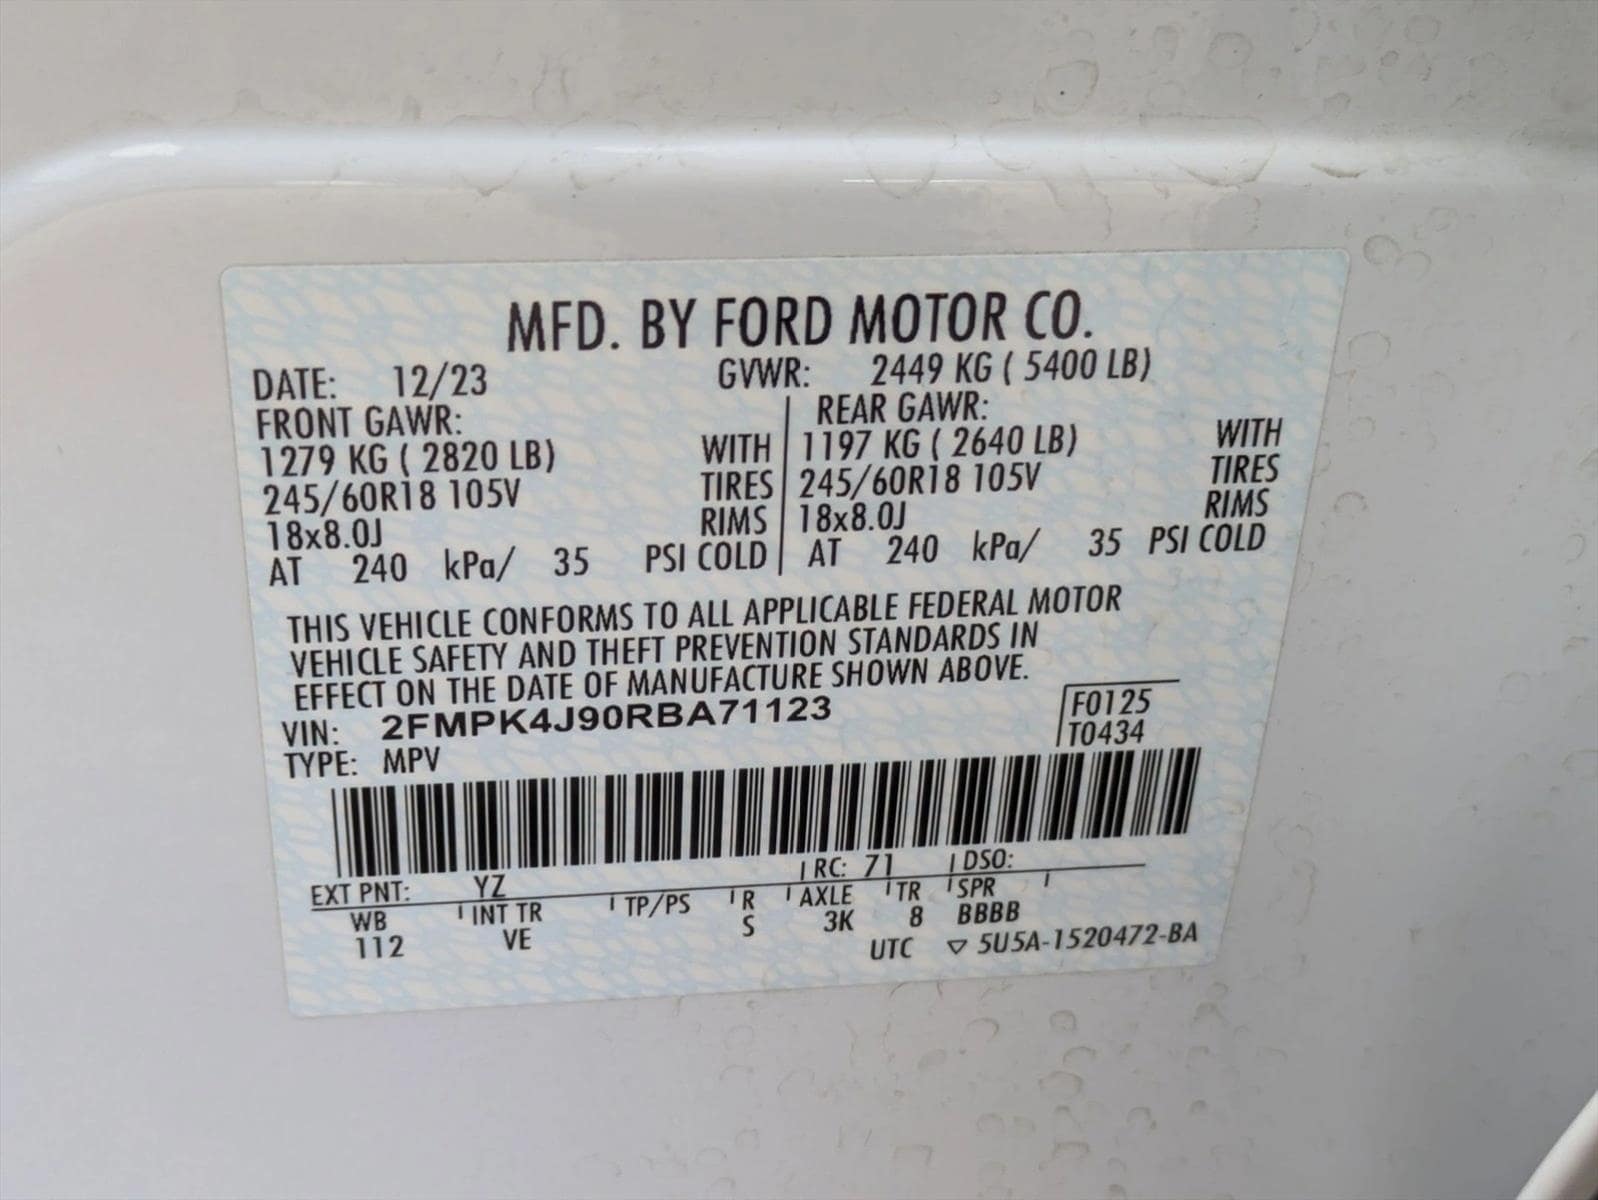 MFD. BY FORD MOTOR CO.
DATE: 12/23 GVWR: 2449 KG ( 5400 LB)
FRONT GAWR: REAR GAWR:
1279 KG ( 2820 LB) WITH 1197 KG ( 2640 LB) WITH
245/60R18 105V TIRES 245/60R18 105V TIRES
18x8.0J RIMS 18x8.0J RIMS
AT 240 kPa/ 35 PSI COLD AT 240 kPa/ 35 PSI COLD
THIS VEHICLE CONFORMS TO ALL APPLICABLE FEDERAL MOTOR
VEHICLE SAFETY AND THEFT PREVENTION STANDARDS IN
EFFECT ON THE DATE OF MANUFACTURE SHOWN ABOVE.
VIN: 2FMPK4J90RBA71123 F0125
TYPE: MPV T0434
EXT PNT: YZ RC: 71 DSO:
WB INT TR TP/PS R AXLE TR SPR
112 VE S 3K 8 BBBB
UTC ▽ 5U5A-1520472-BA